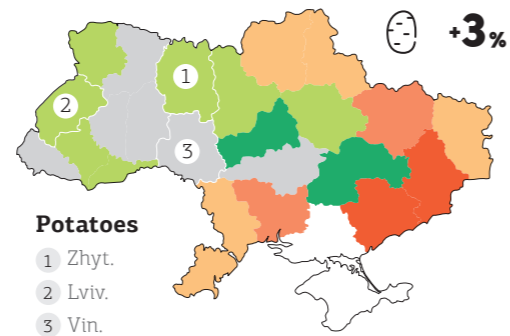 +3%
1
2
3
Potatoes
1 Zhyt.
2 Lviv.
3 Vin.